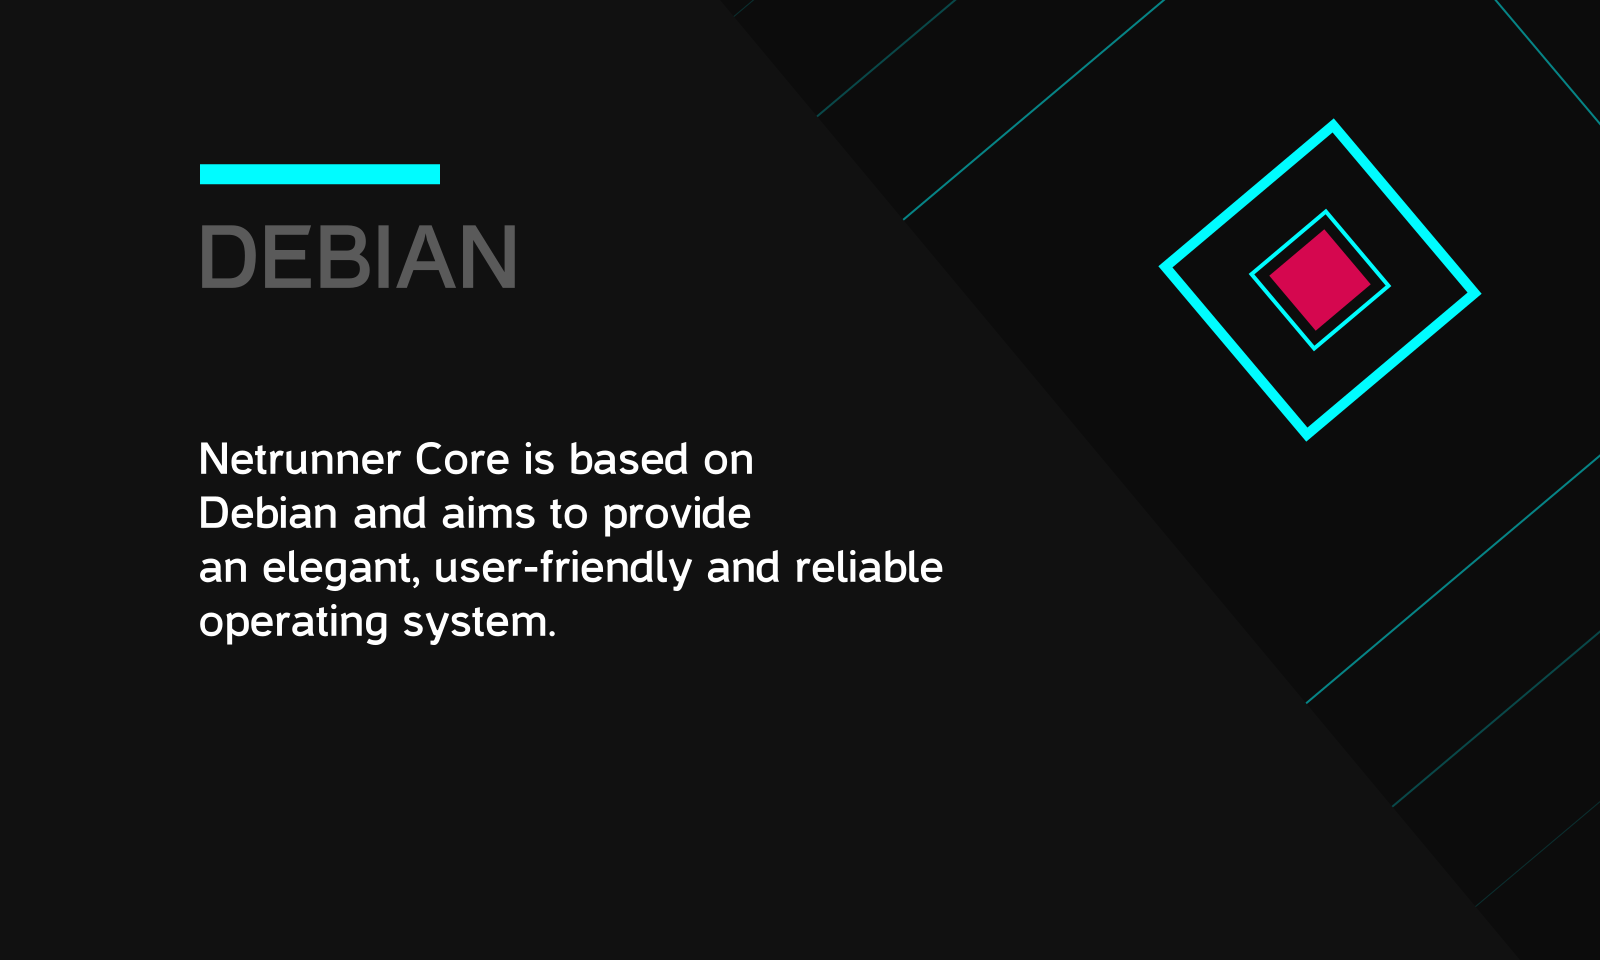 DEBIAN
Netrunner Core is based on
Debian and aims to provide
an elegant, user-friendly and reliable
operating system.